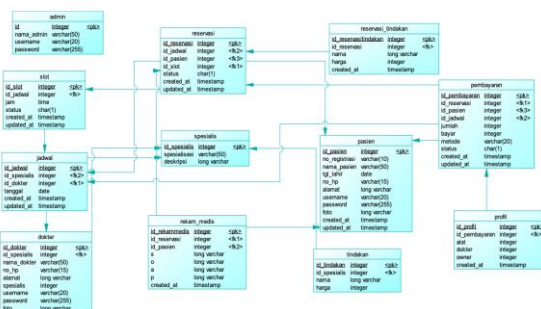 admin
id integer <pk>
nama_admin varchar(50)
username varchar(20)
password varchar(255)
reservasi
id_reservasi integer <pk>
id_jadwal integer <fk2>
id_pasien integer <fk3>
id_slot integer <fk1>
status char(1)
created_at timestamp
updated_at timestamp
reservasi_tindakan
id_reservasitindakan integer <pk>
id_reservasi integer <fk>
nama long varchar
harga integer
created_at timestamp
slot
id_slot integer <pk>
id_jadwal integer <fk>
jam time
status char(1)
created_at timestamp
updated_at timestamp
pembayaran
id_pembayaran integer <pk>
id_reservasi integer <fk1>
id_pasien integer <fk3>
id_jadwal integer <fk2>
jumlah integer
bayar integer
metode varchar(20)
status char(1)
created_at timestamp
updated_at timestamp
spesialis
id_spesialis integer <pk>
spesialisasi varchar(50)
deskripsi long varchar
pasien
id_pasien integer <pk>
no_registrasi varchar(10)
nama_pasien varchar(50)
tgl_lahir date
no_hp varchar(15)
alamat long varchar
username varchar(20)
password varchar(255)
foto long varchar
created_at timestamp
updated_at timestamp
jadwal
id_jadwal integer <pk>
id_spesialis integer <fk2>
id_dokter integer <fk1>
tanggal date
created_at timestamp
updated_at timestamp
rekam_medis
id_rekammedis integer <pk>
id_reservasi integer <fk1>
id_pasien integer <fk2>
s long varchar
o long varchar
a long varchar
p long varchar
created_at timestamp
profit
id_profit integer <pk>
id_pembayaran integer <fk>
alat integer
dokter integer
owner integer
created_at timestamp
dokter
id_dokter integer <pk>
id_spesialis integer <fk>
nama_dokter varchar(50)
no_hp varchar(15)
alamat long varchar
spesialis integer
username varchar(20)
password varchar(255)
foto long varchar
tindakan
id_tindakan integer <pk>
id_spesialis integer <fk>
nama long varchar
harga integer